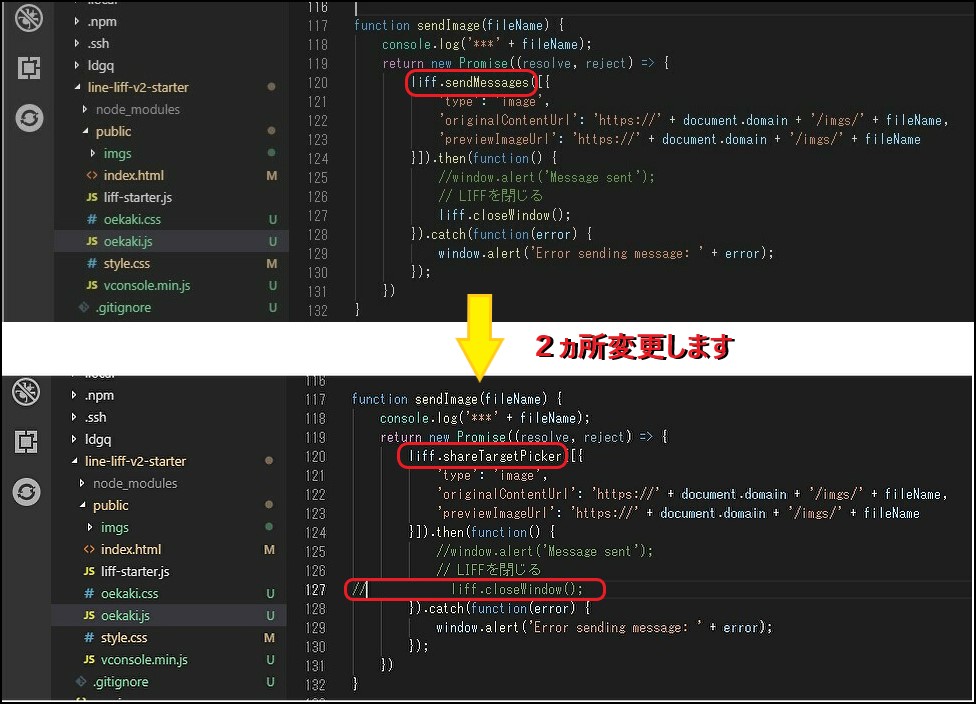 116
.npm
117 function sendImage(fileName) {
118 console.log('***' + fileName);
.ssh
119 return new Promise((resolve, reject) => {
ldgq
120 liff.sendMessages([{
line-liff-v2-starter
121 'type': 'image',
node_modules
122 'originalContentUrl': 'https://' + document.domain + '/imgs/' + fileName,
public
123 'previewImageUrl': 'https://' + document.domain + '/imgs/' + fileName
imgs
124 }]).then(function() {
<> index.html M
125 //window.alert('Message sent');
JS liff-starter.js
126 // LIFFを閉じる
# oekaki.css U
127 liff.closeWindow();
JS oekaki.js U
128 }).catch(function(error) {
# style.css M
129 window.alert('Error sending message: ' + error);
JS vconsole.min.js U
130 });
131 })
.gitignore U
132 }
２ヵ所変更します
116
.npm
117 function sendImage(fileName) {
.ssh
118 console.log('***' + fileName);
ldgq
119 return new Promise((resolve, reject) => {
line-liff-v2-starter
120 liff.shareTargetPicker([{
node_modules
121 'type': 'image',
122 'originalContentUrl': 'https://' + document.domain + '/imgs/' + fileName,
public
123 'previewImageUrl': 'https://' + document.domain + '/imgs/' + fileName
imgs
124 }]).then(function() {
<> index.html M
125 //window.alert('Message sent');
JS liff-starter.js
126 // LIFFを閉じる
# oekaki.css U
127 // liff.closeWindow();
JS oekaki.js U
128 }).catch(function(error) {
# style.css M
129 window.alert('Error sending message: ' + error);
JS vconsole.min.js U
130 });
131 })
.gitignore U
132 }